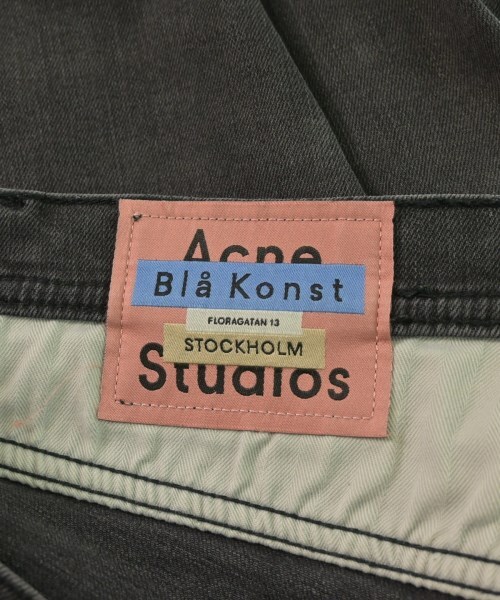 Acne
Blå Konst
FLORAGATAN 13
STOCKHOLM
Studios